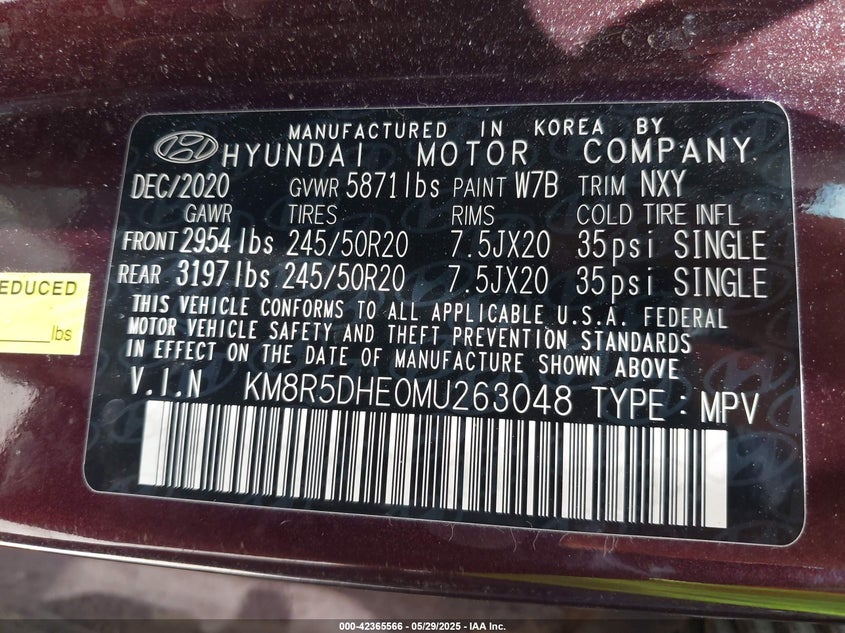 MANUFACTURED IN KOREA BY
HYUNDAI MOTOR COMPANY
DEC/2020 GVWR 5871lbs PAINT W7B TRIM NXY
GAWR TIRES RIMS COLD TIRE INFL
FRONT 2954lbs 245/50R20 7.5JX20 35psi SINGLE
REAR 3197lbs 245/50R20 7.5JX20 35psi SINGLE
THIS VEHICLE CONFORMS TO ALL APPLICABLE U.S.A. FEDERAL
MOTOR VEHICLE SAFETY AND THEFT PREVENTION STANDARDS
IN EFFECT ON THE DATE OF MANUFACTURE SHOWN ABOVE
V.I.N KM8R5DHE0MU263048 TYPE : MPV
EDUCED
lbs
000-42365566 - 05/29/2025 - IAA Inc.